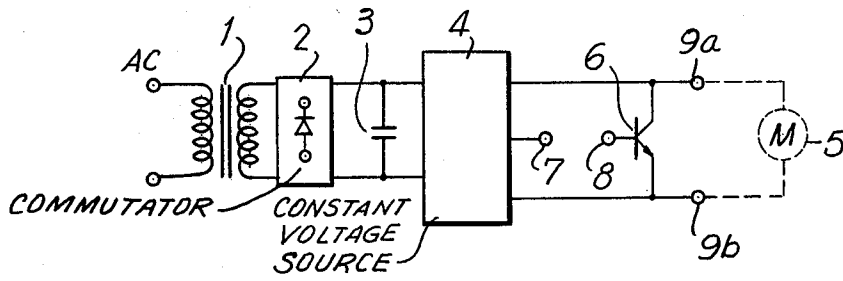 AC
1
2
3
4
6
9a
M
5
7
8
9b
COMMUTATOR
CONSTANT
VOLTAGE
SOURCE